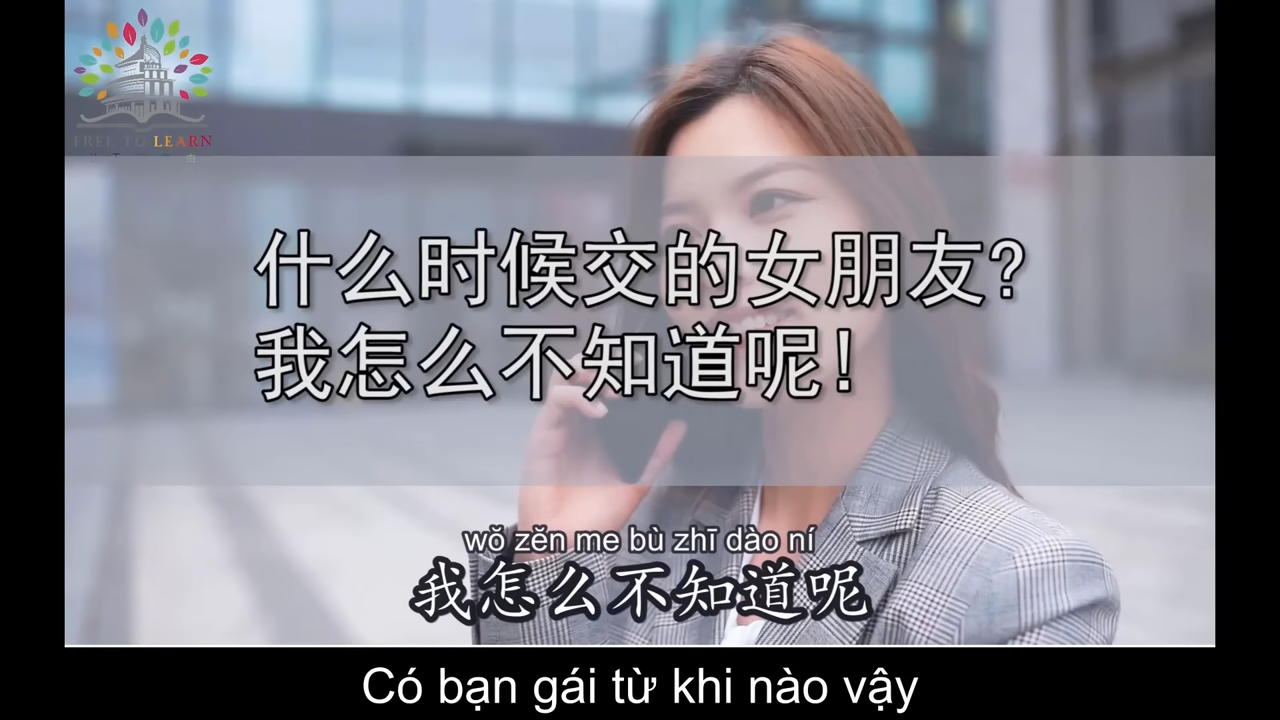 FREE TO LEARN
什么时候交的女朋友?
我怎么不知道呢!
wǒ zěn me bù zhī dào ní
我怎么不知道呢
Có bạn gái từ khi nào vậy